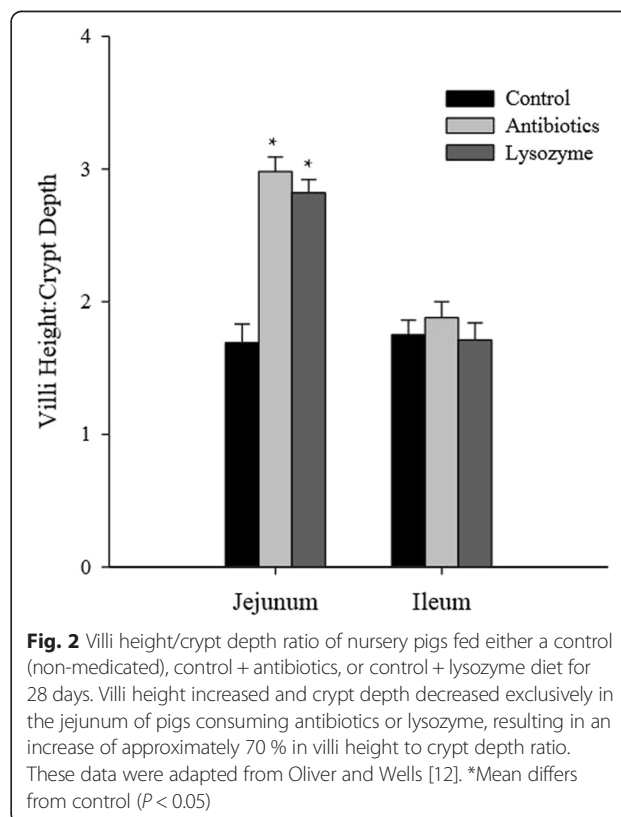 4
3
2
1
0
Villi Height:Crypt Depth
Control
Antibiotics
Lysozyme
* *
Jejunum Ileum
Fig. 2 Villi height/crypt depth ratio of nursery pigs fed either a control
(non-medicated), control + antibiotics, or control + lysozyme diet for
28 days. Villi height increased and crypt depth decreased exclusively in
the jejunum of pigs consuming antibiotics or lysozyme, resulting in an
increase of approximately 70 % in villi height to crypt depth ratio.
These data were adapted from Oliver and Wells [12]. *Mean differs
from control (P < 0.05)